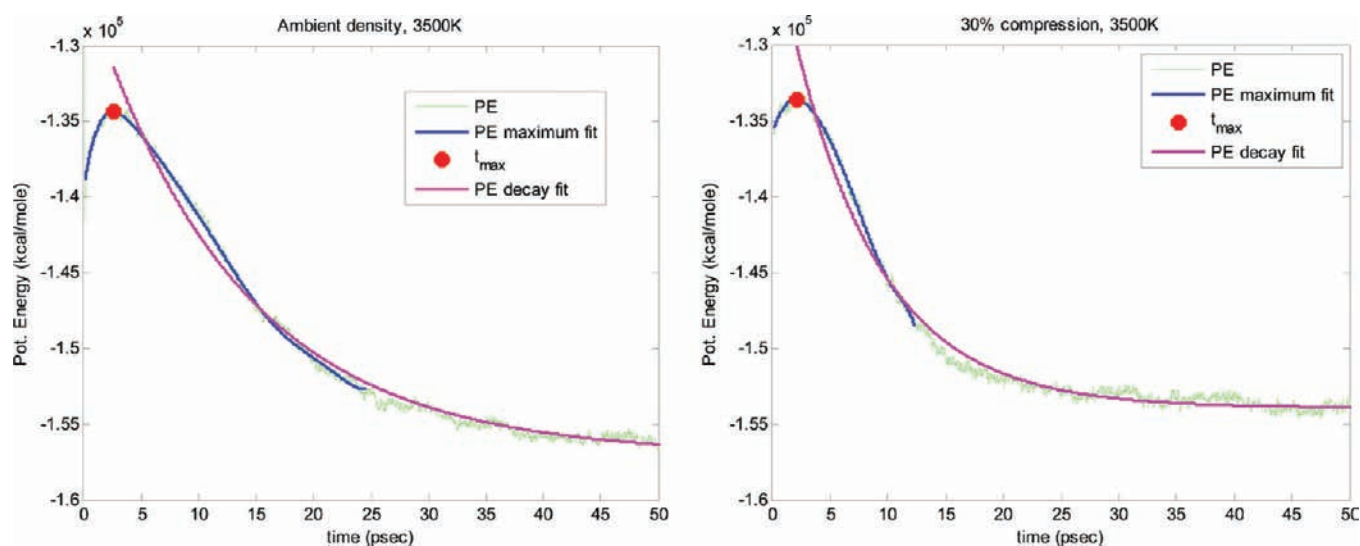 Ambient density, 3500K
x 10^5
-1.3
-1.35
-1.4
-1.45
-1.5
-1.55
-1.6
Pot. Energy (kcal/mole)
PE
PE maximum fit
t_max
PE decay fit
0 5 10 15 20 25 30 35 40 45 50
time (psec)
30% compression, 3500K
x 10^5
-1.3
-1.35
-1.4
-1.45
-1.5
-1.55
-1.6
Pot. Energy (kcal/mole)
PE
PE maximum fit
t_max
PE decay fit
0 5 10 15 20 25 30 35 40 45 50
time (psec)